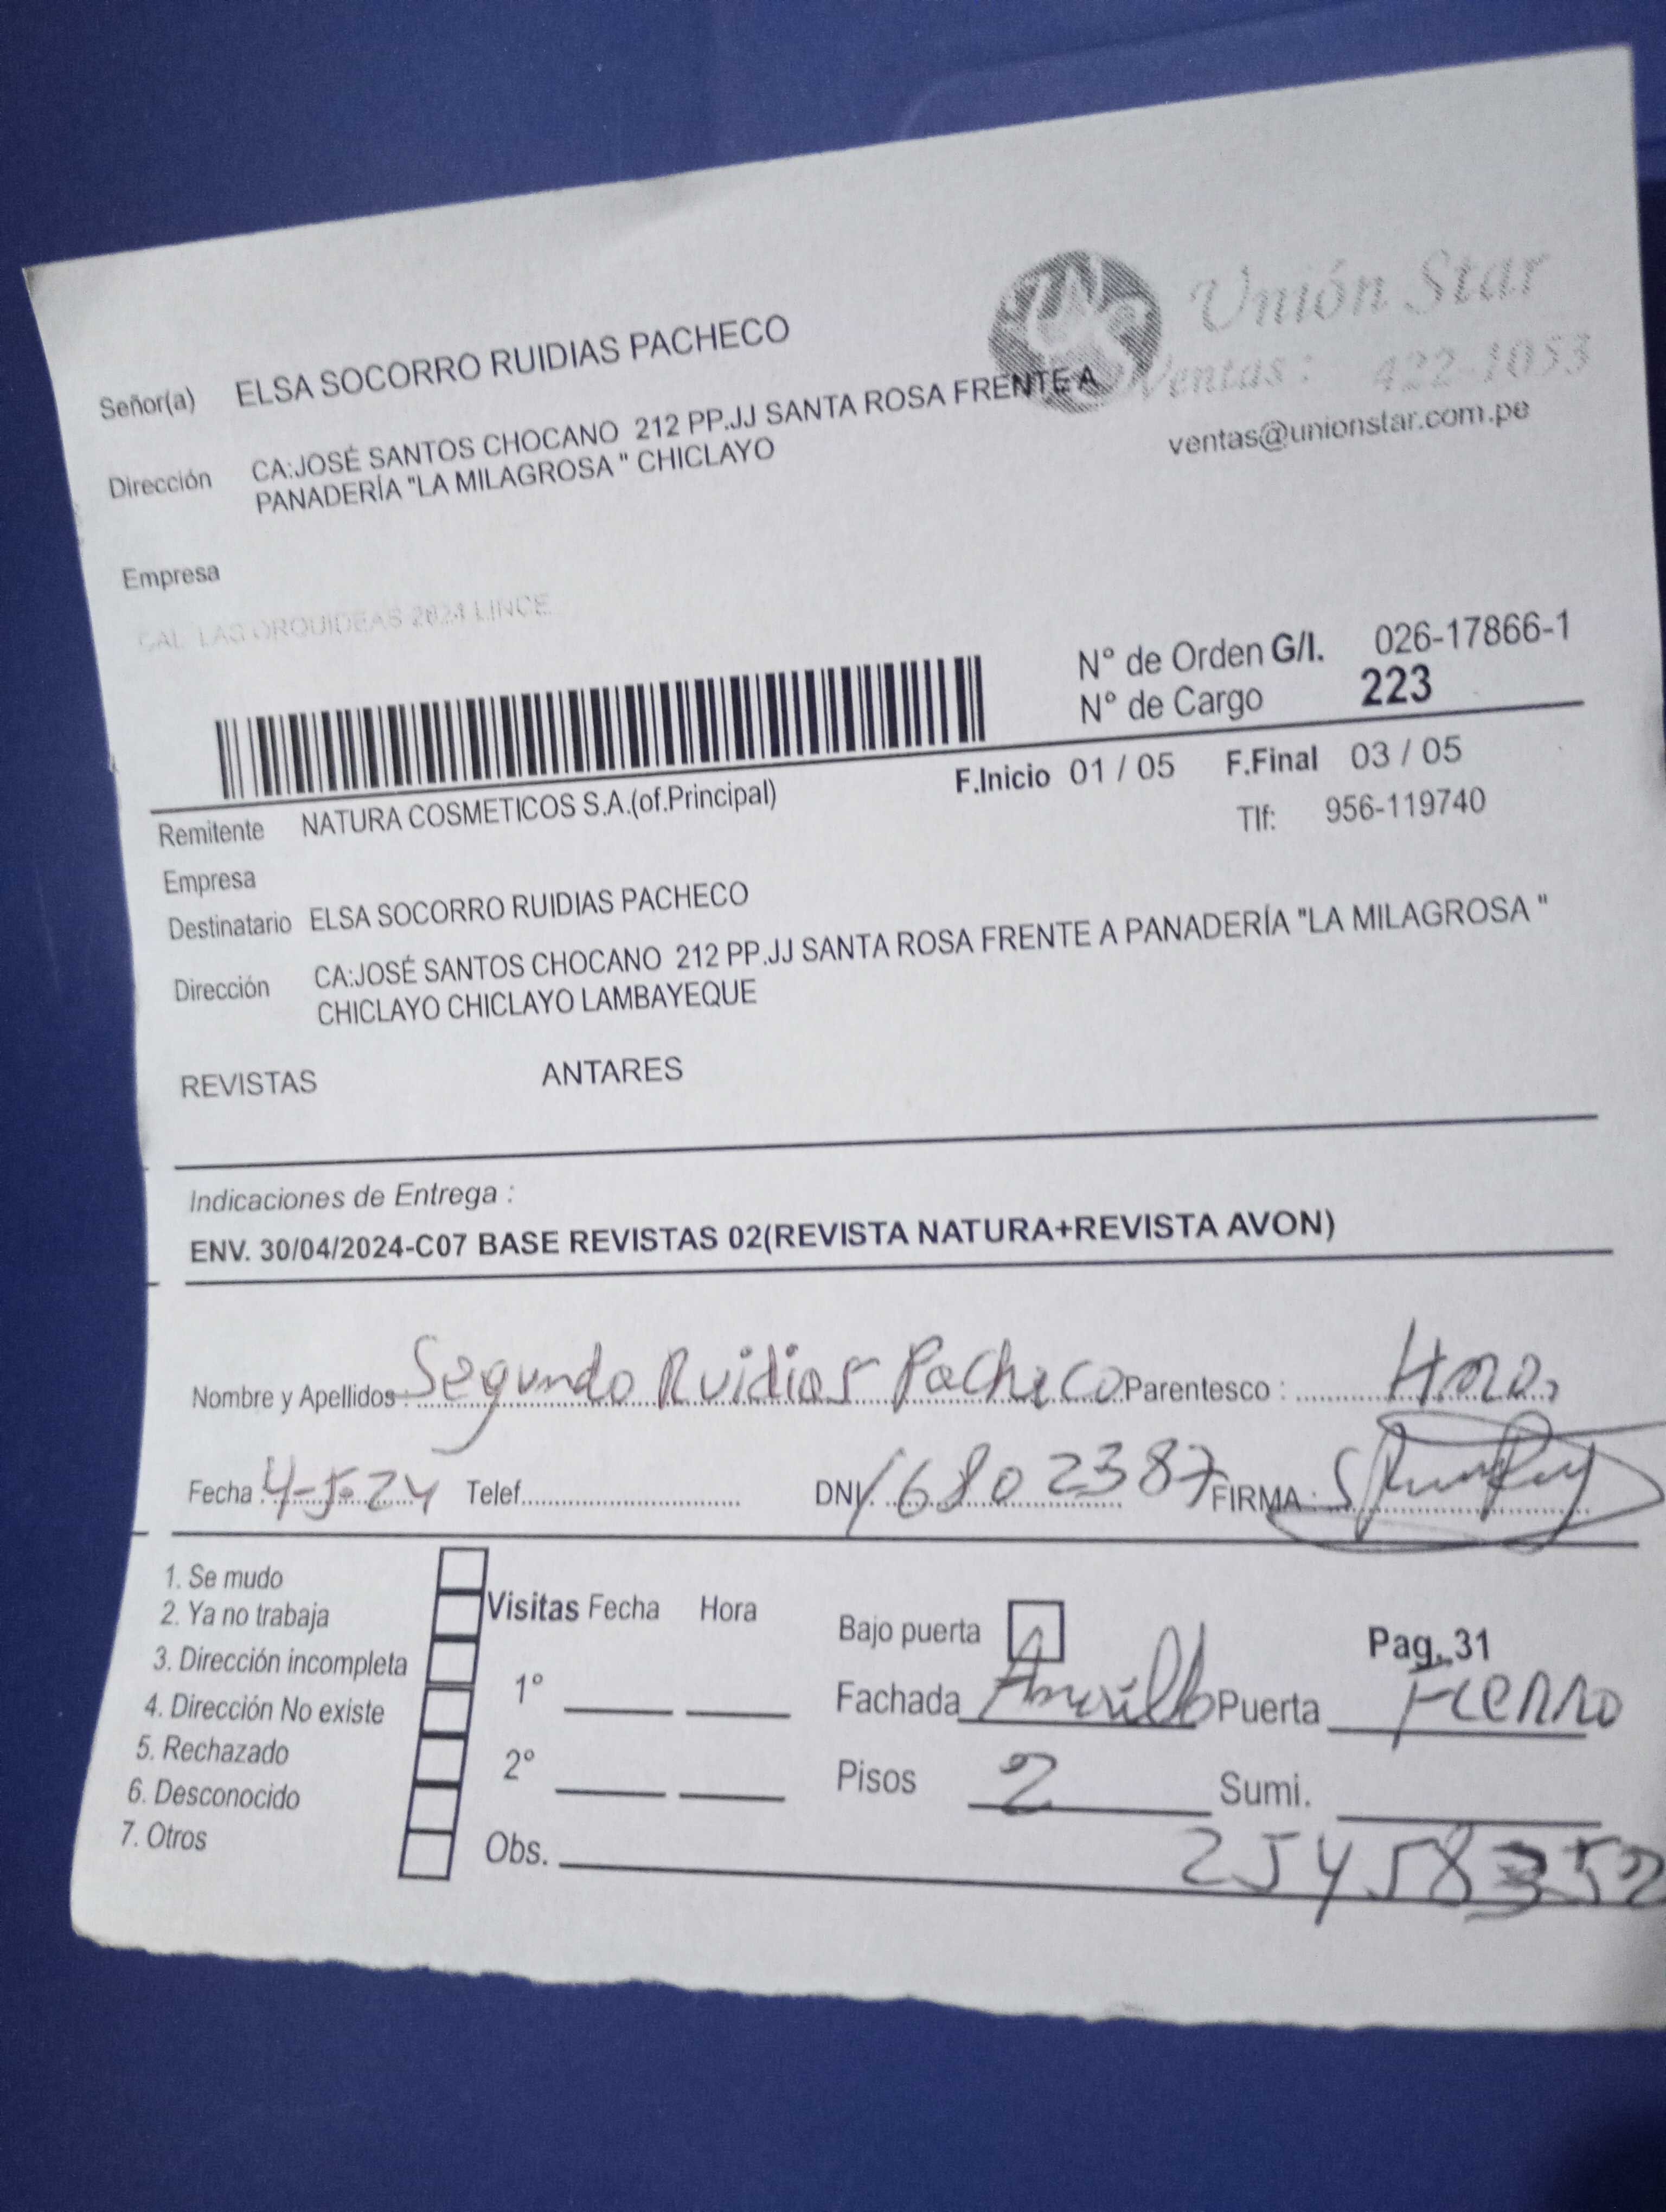 Unión Star
Ventas: 422-1053
ventas@unionstar.com.pe
Señor(a) ELSA SOCORRO RUIDIAS PACHECO
Dirección CA:JOSÉ SANTOS CHOCANO 212 PP.JJ SANTA ROSA FRENTE A
PANADERÍA "LA MILAGROSA " CHICLAYO
Empresa
CAL LAS ORQUIDEAS 2624 LINCE
N° de Orden G/I. 026-17866-1
N° de Cargo 223
F.Inicio 01 / 05 F.Final 03 / 05
Remitente NATURA COSMETICOS S.A.(of.Principal)
Tlf: 956-119740
Empresa
Destinatario ELSA SOCORRO RUIDIAS PACHECO
Dirección CA:JOSÉ SANTOS CHOCANO 212 PP.JJ SANTA ROSA FRENTE A PANADERÍA "LA MILAGROSA "
CHICLAYO CHICLAYO LAMBAYEQUE
REVISTAS ANTARES
Indicaciones de Entrega :
ENV. 30/04/2024-C07 BASE REVISTAS 02(REVISTA NATURA+REVISTA AVON)
Nombre y Apellidos : Segundo Ruidias Pacheco Parentesco : Hno.
Fecha : 4-5-24 Telef. DNI. 16802387 FIRMA :
1. Se mudo
2. Ya no trabaja
3. Dirección incompleta
4. Dirección No existe
5. Rechazado
6. Desconocido
7. Otros
Visitas Fecha Hora
1°
2°
Obs.
Bajo puerta Pag. 31
Fachada Amarillo Puerta Fierro
Pisos 2 Sumi.
25458352